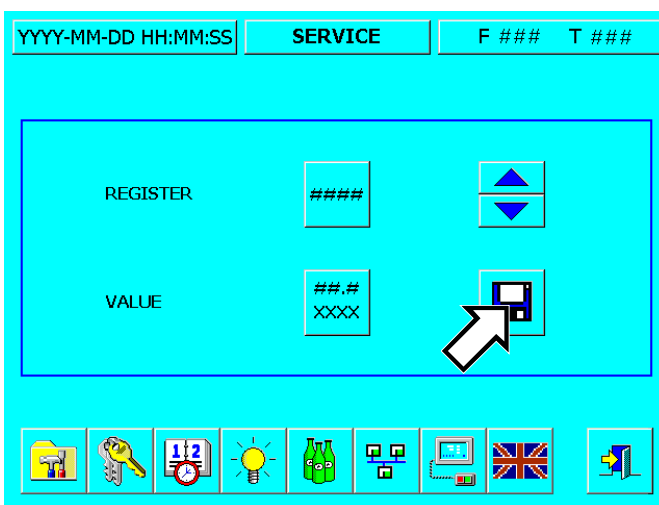 YYYY-MM-DD HH:MM:SS SERVICE F ### T ###
REGISTER ####
VALUE ##.#
XXXX
1 2